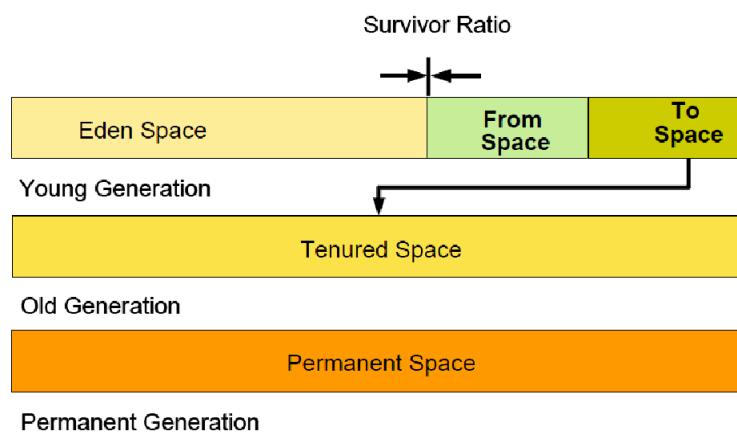 Survivor Ratio
Eden Space
From
Space
To
Space
Young Generation
Tenured Space
Old Generation
Permanent Space
Permanent Generation